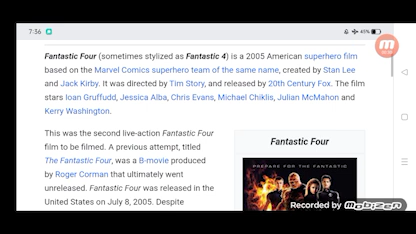 7:36
45%
Fantastic Four (sometimes stylized as Fantastic 4) is a 2005 American superhero film
based on the Marvel Comics superhero team of the same name, created by Stan Lee
and Jack Kirby. It was directed by Tim Story, and released by 20th Century Fox. The film
stars Ioan Gruffudd, Jessica Alba, Chris Evans, Michael Chiklis, Julian McMahon and
Kerry Washington.
This was the second live-action Fantastic Four
film to be filmed. A previous attempt, titled
The Fantastic Four, was a B-movie produced
by Roger Corman that ultimately went
unreleased. Fantastic Four was released in the
United States on July 8, 2005. Despite
Fantastic Four
PREPARE FOR THE FANTASTIC
Recorded by mobizen